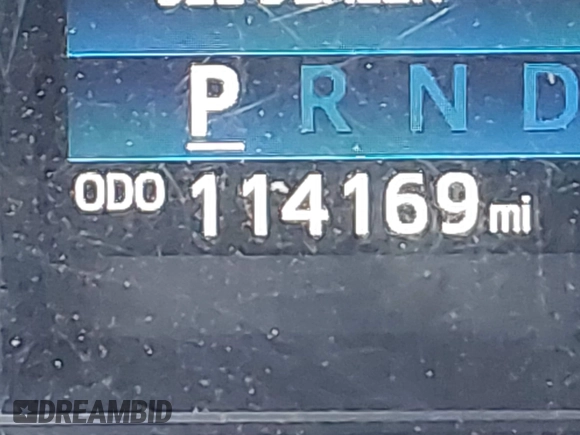 P R N D
ODO 114169 mi
DREAMBID